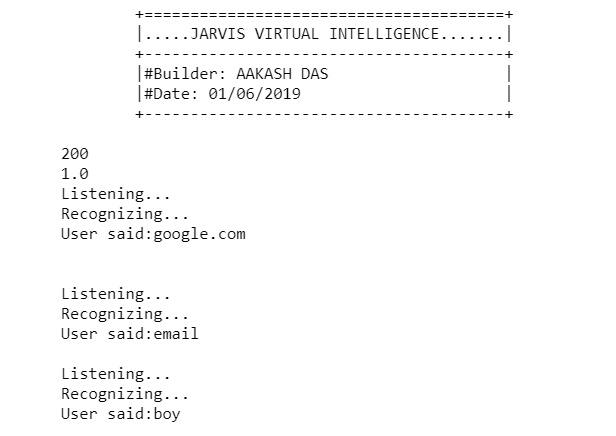 +=======================================+
|.....JARVIS VIRTUAL INTELLIGENCE.......|
+---------------------------------------+
|#Builder: AAKASH DAS                   |
|#Date: 01/06/2019                      |
+---------------------------------------+
200
1.0
Listening...
Recognizing...
User said:google.com
Listening...
Recognizing...
User said:email
Listening...
Recognizing...
User said:boy